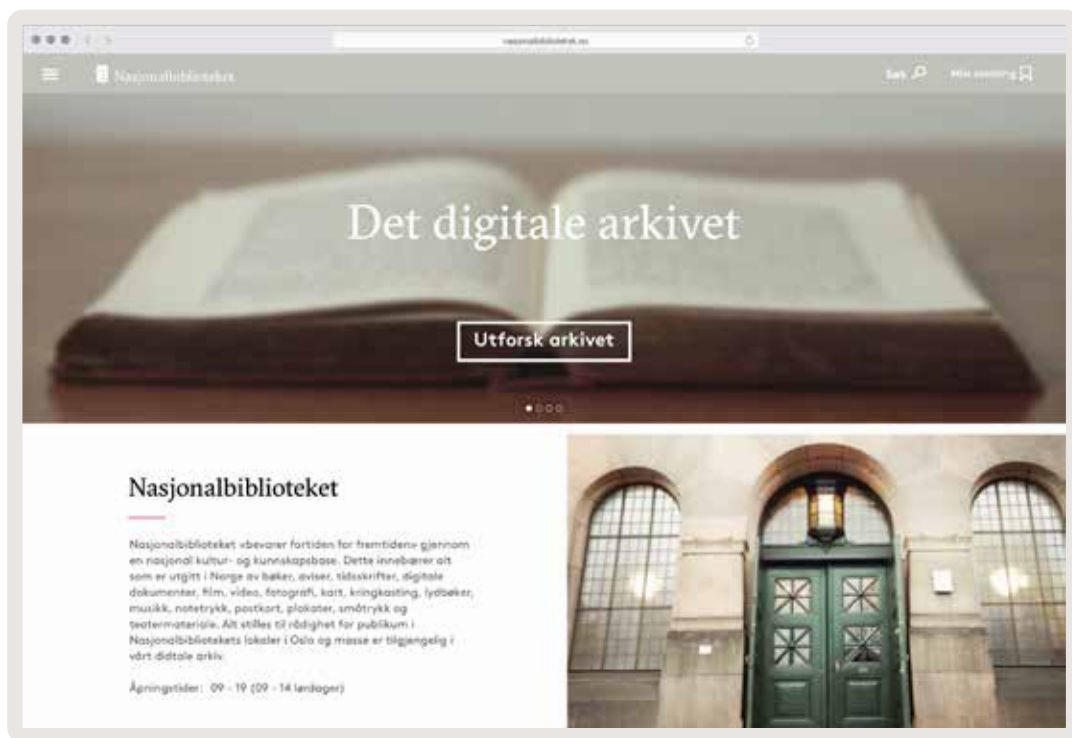 nasjonalbiblioteket.no
Nasjonalbiblioteket
Søk
Min samling
Det digitale arkivet
Utforsk arkivet
Nasjonalbiblioteket
Nasjonalbiblioteket «bevarer fortiden for fremtiden» gjennom
en nasjonal kultur- og kunnskapsbase. Dette innebærer alt
som er utgitt i Norge av bøker, aviser, tidsskrifter, digitale
dokumenter, film, video, fotografi, kart, kringkasting, lydbøker,
musikk, notetrykk, postkort, plakater, småtrykk og
teatermateriale. Alt stilles til rådighet for publikum i
Nasjonalbibliotekets lokaler i Oslo og masse er tilgjengelig i
vårt didtale arkiv.
Åpningstider: 09 - 19 (09 - 14 lørdager)